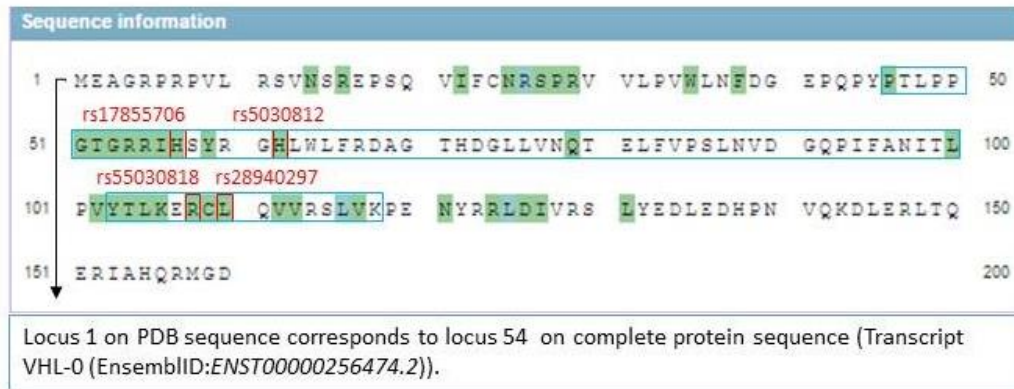 Sequence information
1 MEAGRPRPVL RSVNSREPSQ VIFCNRSPRV VLPVWLNFDG EPQPYPTLPP 50
rs17855706 rs5030812
51 GTGRRIHSYR GHLWLFRDAG THDGLLVNQT ELFVPSLNVD GQPIFANITL 100
rs55030818 rs28940297
101 PVYTLKERCL QVVRSLVKPE NYRRLDIVRS LYEDLEDHPN VQKDLERLTQ 150
151 ERIAHQRMGD 200
Locus 1 on PDB sequence corresponds to locus 54 on complete protein sequence (Transcript
VHL-0 (EnsemblID:ENST00000256474.2)).